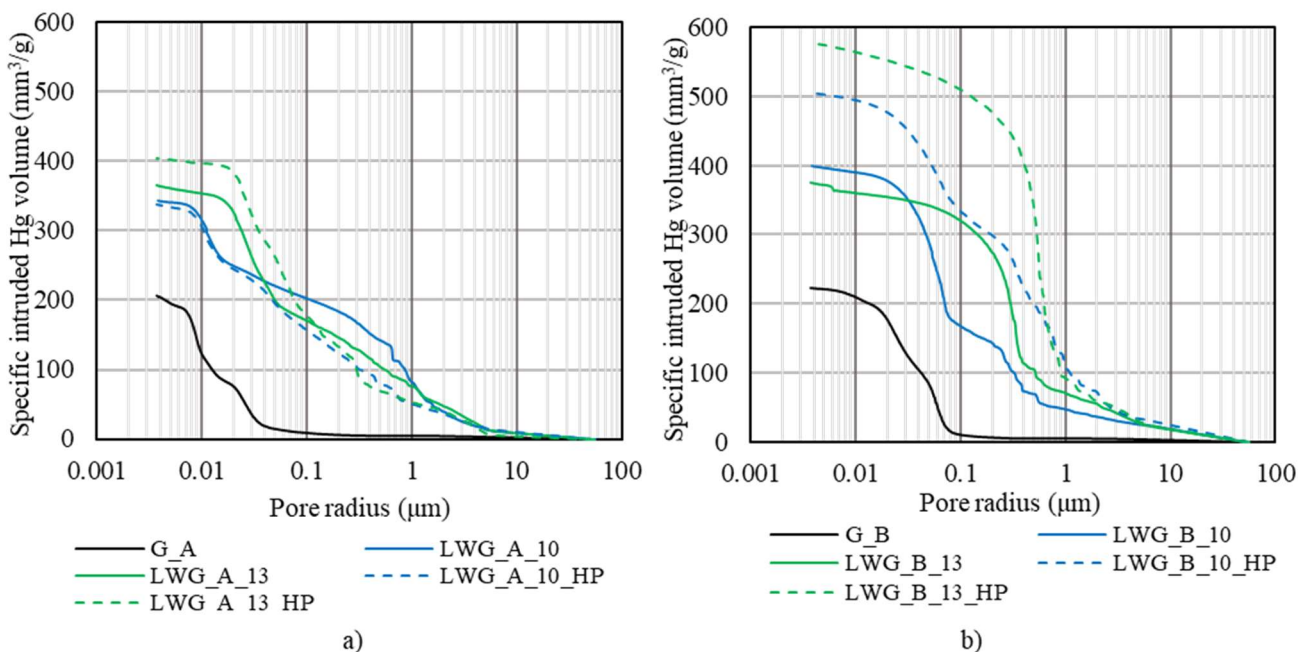 Specific intruded Hg volume (mm³/g)
600
500
400
300
200
100
0
0.001 0.01 0.1 1 10 100
Pore radius (μm)
G_A LWG_A_10
LWG_A_13 LWG_A_10_HP
LWG_A_13_HP
a)
Specific intruded Hg volume (mm³/g)
600
500
400
300
200
100
0
0.001 0.01 0.1 1 10 100
Pore radius (μm)
G_B LWG_B_10
LWG_B_13 LWG_B_10_HP
LWG_B_13_HP
b)